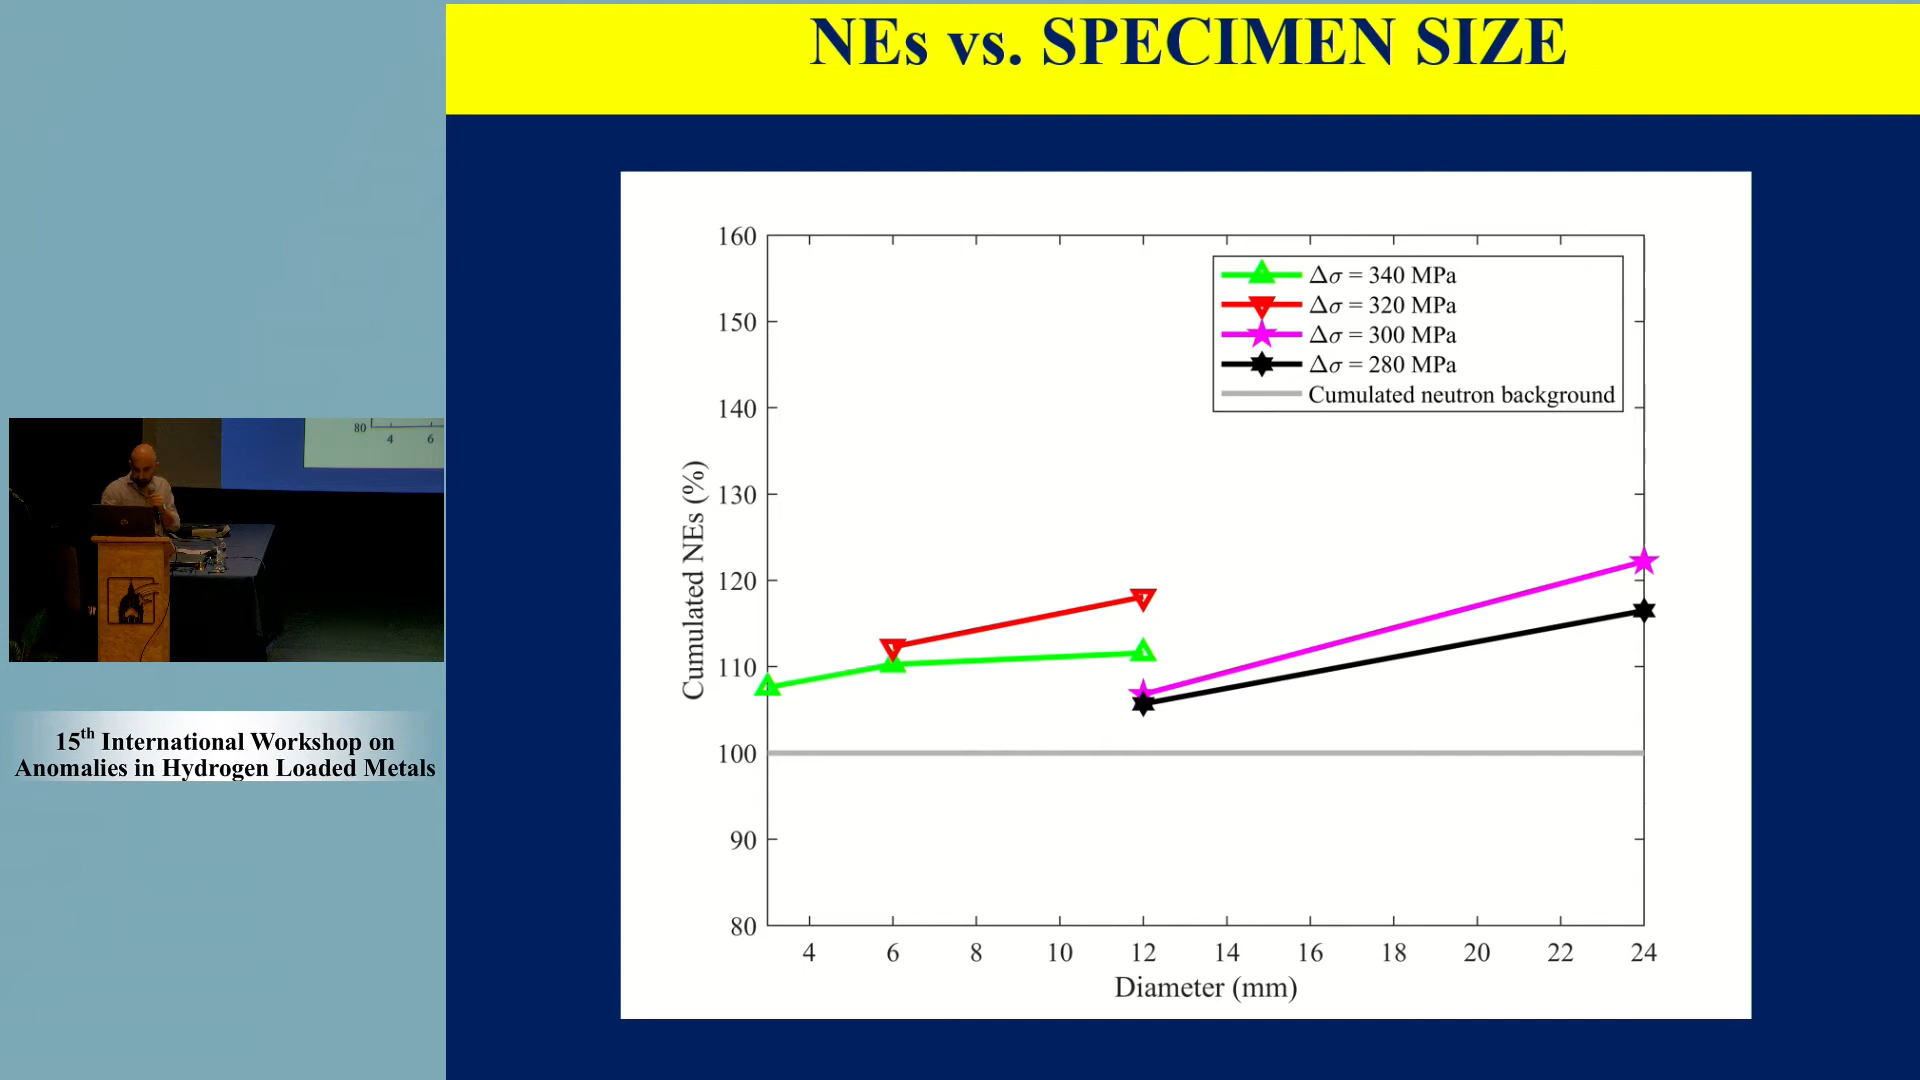 NEs vs. SPECIMEN SIZE
160
150
140
130
120
110
100
90
80
Cumulated NEs (%)
Δσ = 340 MPa
Δσ = 320 MPa
Δσ = 300 MPa
Δσ = 280 MPa
Cumulated neutron background
4 6 8 10 12 14 16 18 20 22 24
Diameter (mm)
80
4 6
15th International Workshop on
Anomalies in Hydrogen Loaded Metals